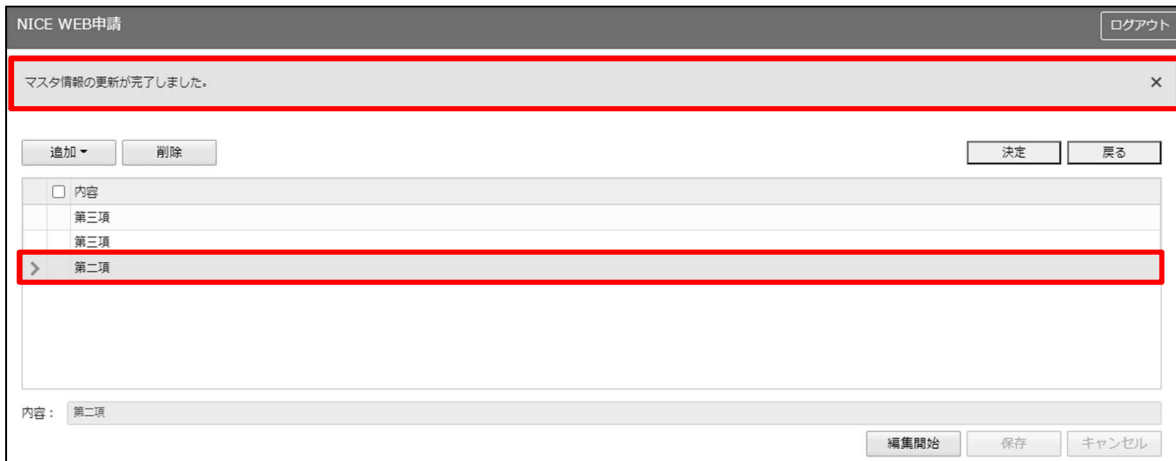 NICE WEB申請 ログアウト
マスタ情報の更新が完了しました。 ×
追加 削除 決定 戻る
内容
第三項
第三項
第二項
内容： 第二項
編集開始 保存 キャンセル